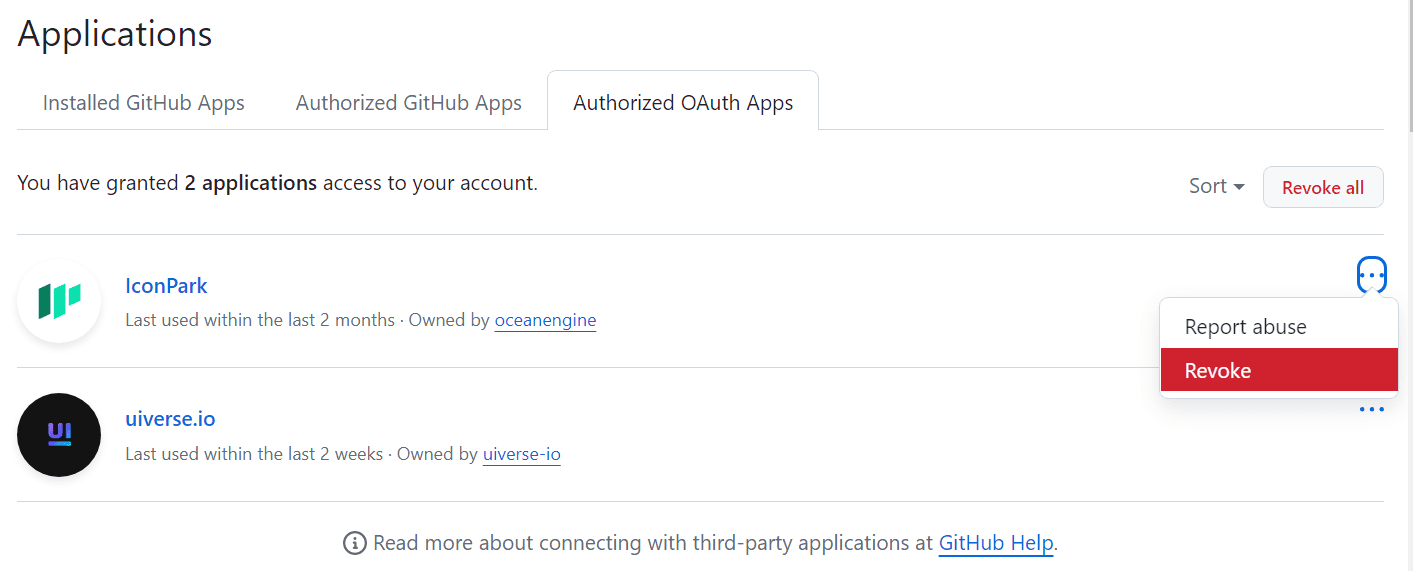 Applications
Installed GitHub Apps
Authorized GitHub Apps
Authorized OAuth Apps
You have granted 2 applications access to your account.
Sort
Revoke all
IconPark
Last used within the last 2 months · Owned by oceanengine
Report abuse
Revoke
UI
uiverse.io
Last used within the last 2 weeks · Owned by uiverse-io
Read more about connecting with third-party applications at GitHub Help.